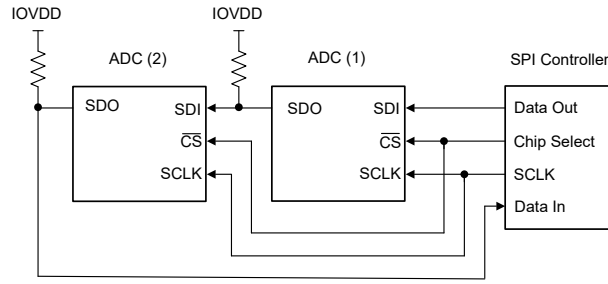 IOVDD
IOVDD
ADC (2)
ADC (1)
SPI Controller
SDO
SDI
SDO
SDI
Data Out
CS
CS
Chip Select
SCLK
SCLK
SCLK
Data In